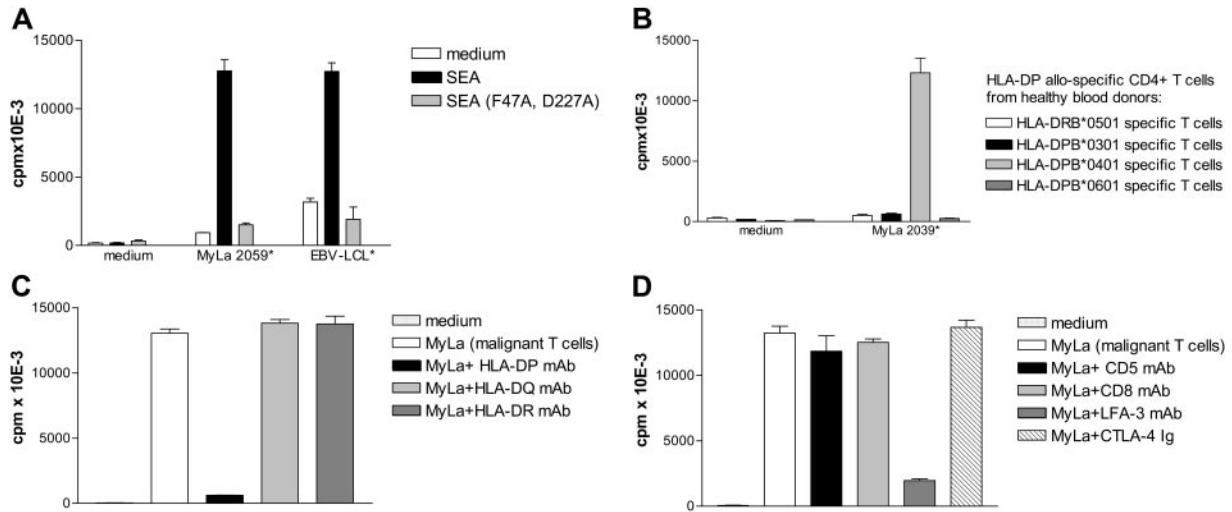 A
15000
10000
5000
0
cpmx10E-3
medium
MyLa 2059*
EBV-LCL*
medium
SEA
SEA (F47A, D227A)
B
15000
10000
5000
0
cpmx10E-3
medium
MyLa 2039*
HLA-DP allo-specific CD4+ T cells
from healthy blood donors:
HLA-DRB*0501 specific T cells
HLA-DPB*0301 specific T cells
HLA-DPB*0401 specific T cells
HLA-DPB*0601 specific T cells
C
15000
10000
5000
0
cpm x 10E-3
medium
MyLa (malignant T cells)
MyLa+ HLA-DP mAb
MyLa+HLA-DQ mAb
MyLa+HLA-DR mAb
D
15000
10000
5000
0
cpm x 10E-3
medium
MyLa (malignant T cells)
MyLa+ CD5 mAb
MyLa+CD8 mAb
MyLa+LFA-3 mAb
MyLa+CTLA-4 Ig